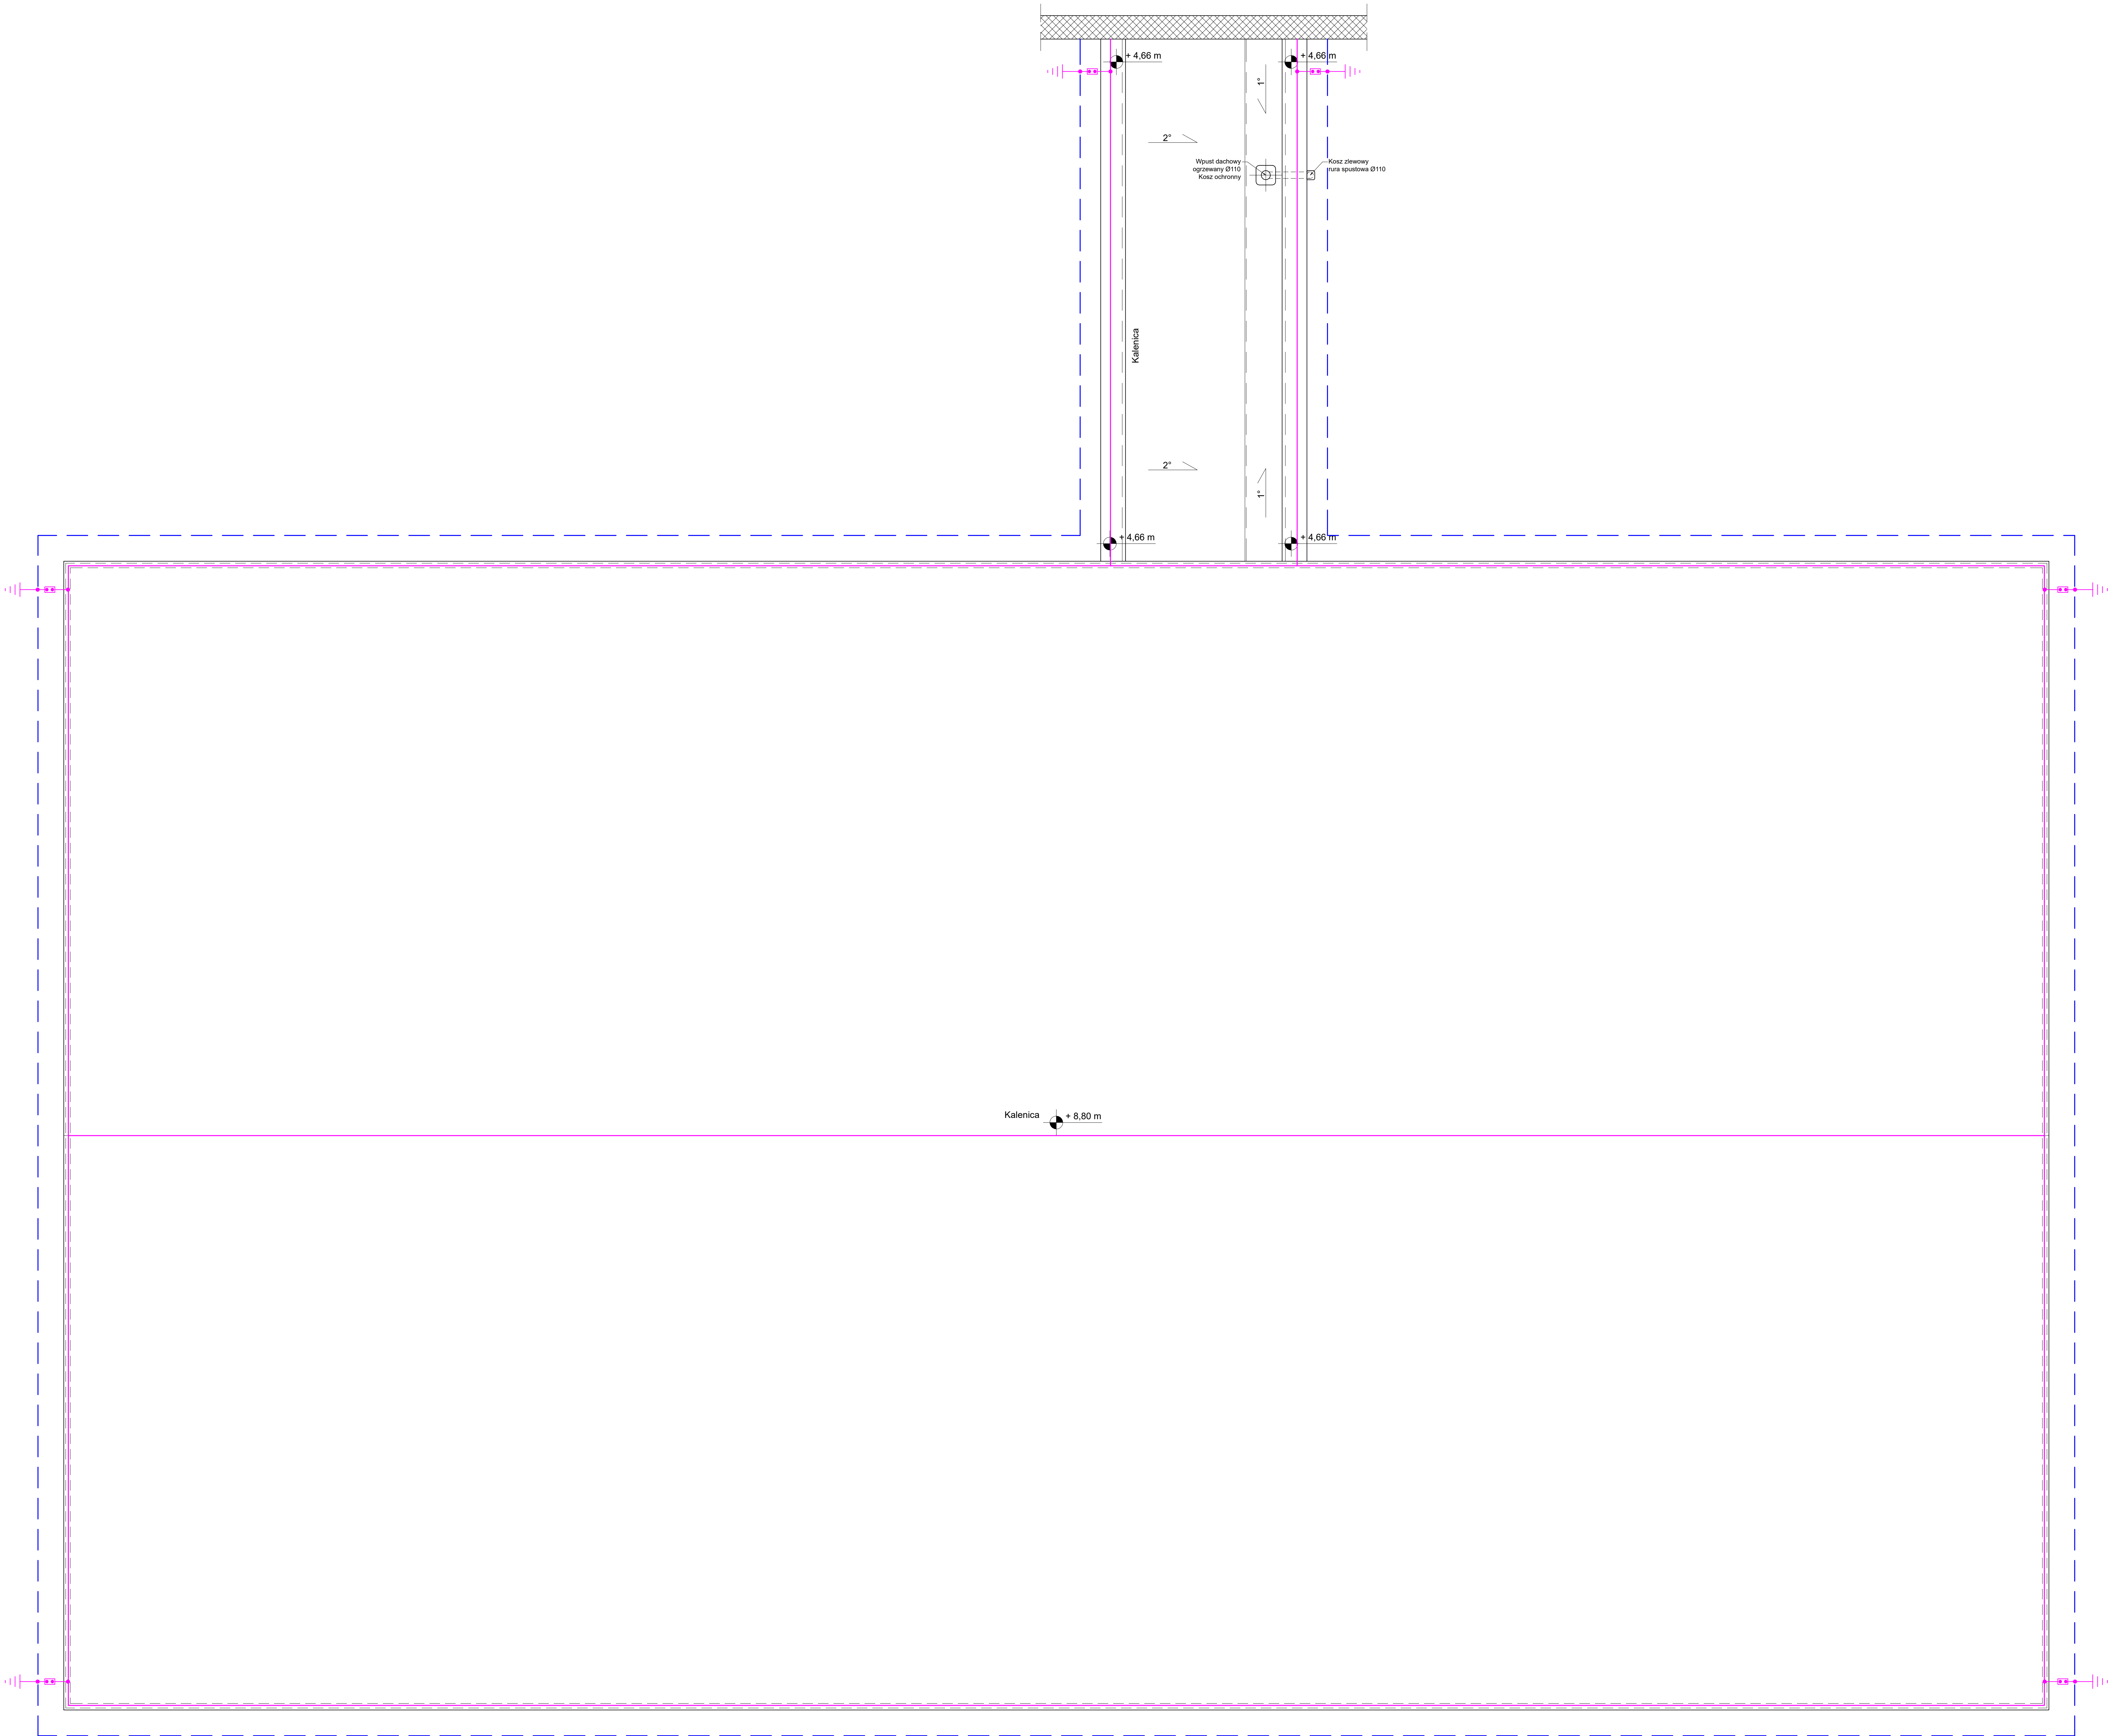 + 4,66 m
+ 4,66 m
1°
2°
Wpust dachowy
ogrzewany Ø110
Kosz ochronny
Kosz zlewowy
rura spustowa Ø110
Kalenica
2°
1°
+ 4,66 m
+ 4,66 m
Kalenica
+ 8,80 m